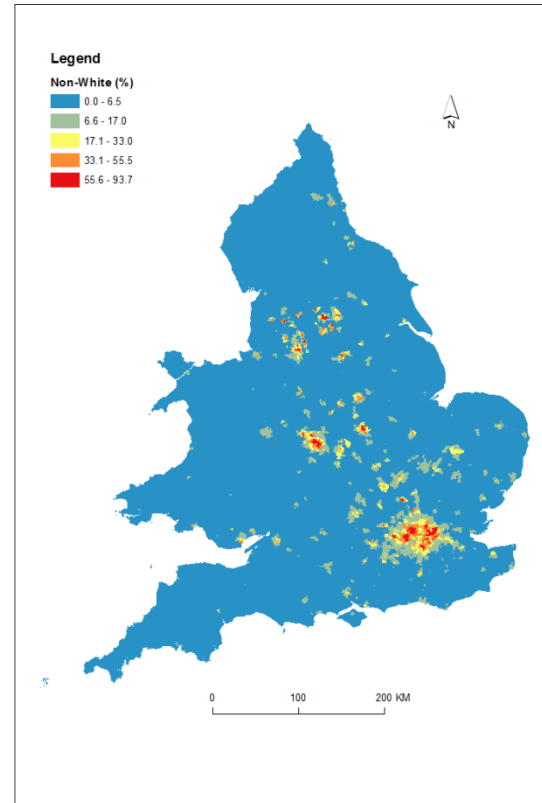 Legend
Non-White (%)
0.0 - 6.5
6.6 - 17.0
17.1 - 33.0
33.1 - 55.5
55.6 - 93.7
N
0 100 200 KM